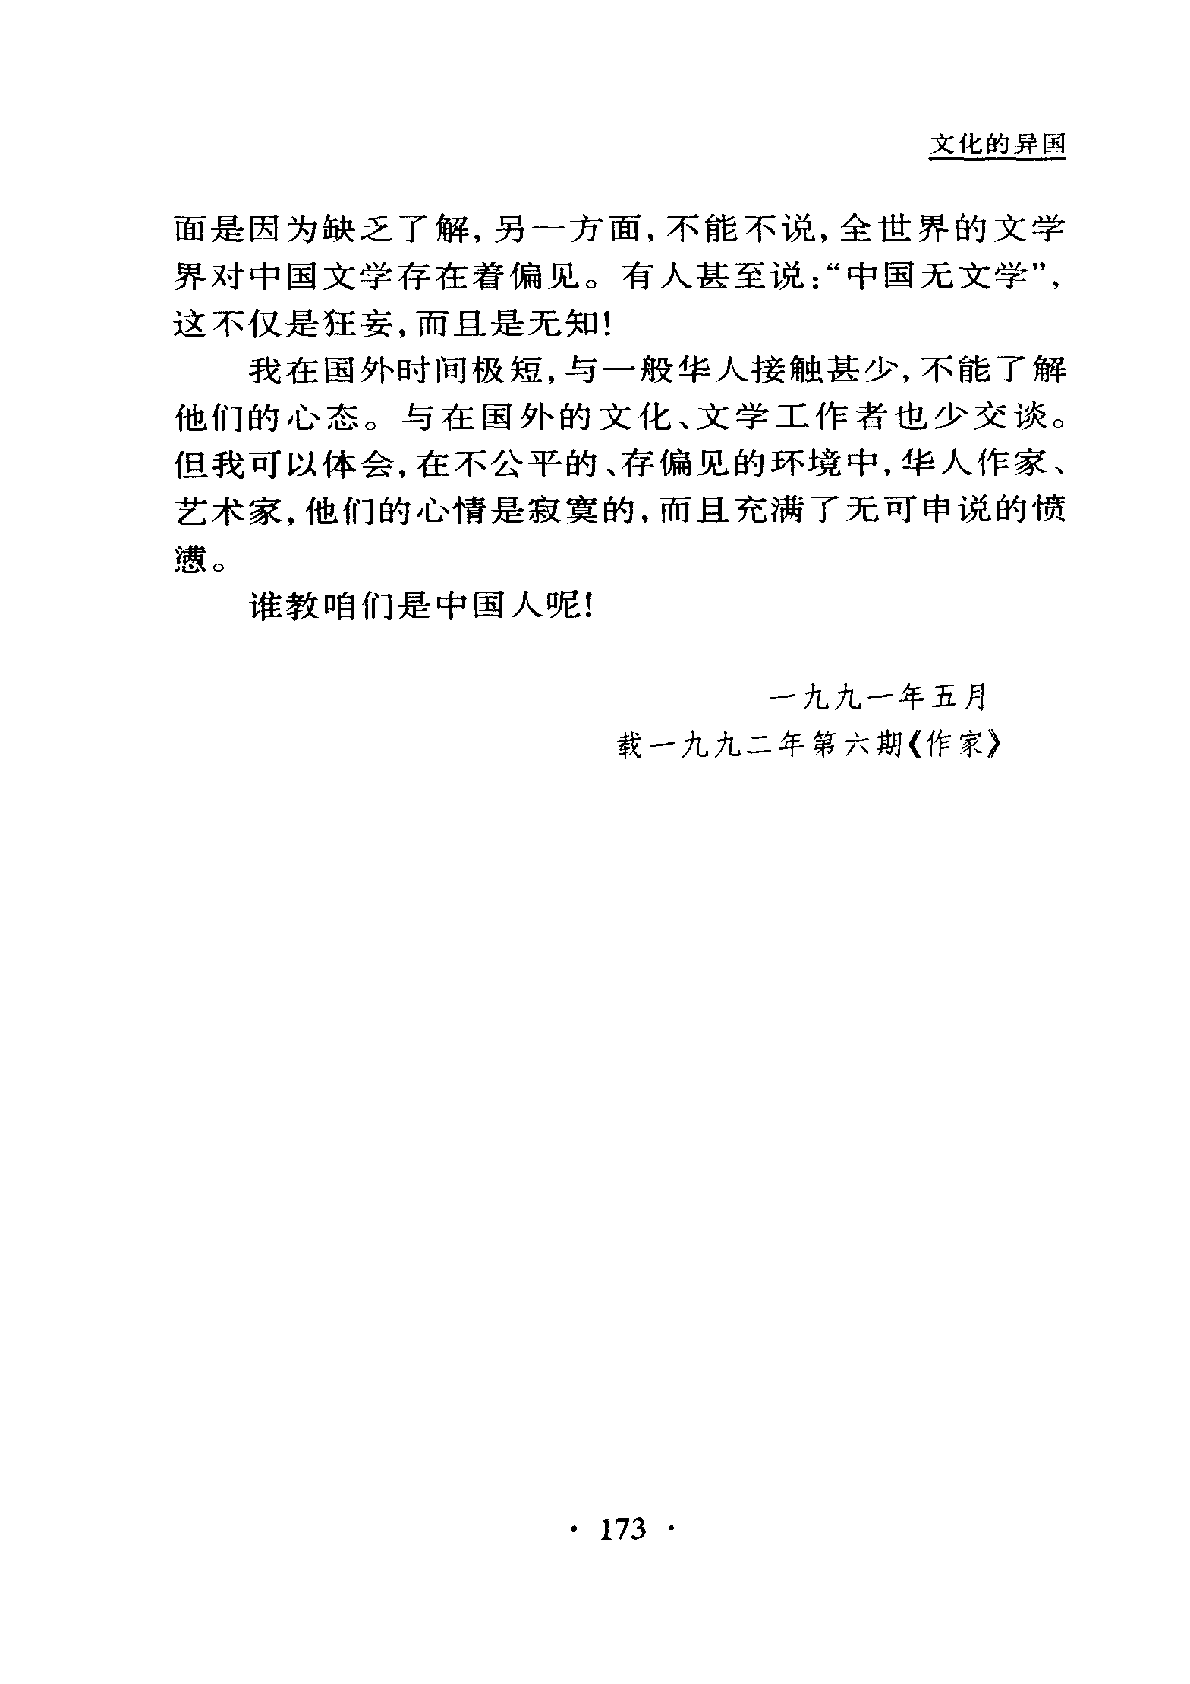 文化的异国
面是因为缺乏了解,另一方面,不能不说,全世界的文学
界对中国文学存在着偏见。有人甚至说:“中国无文学”,
这不仅是狂妄,而且是无知!
我在国外时间极短,与一般华人接触甚少,不能了解
他们的心态。与在国外的文化、文学工作者也少交谈。
但我可以体会,在不公平的、存偏见的环境中,华人作家、
艺术家,他们的心情是寂寞的,而且充满了无可申说的愤
懑。
谁教咱们是中国人呢!
一九九一年五月
载一九九二年第六期《作家》
· 173 ·